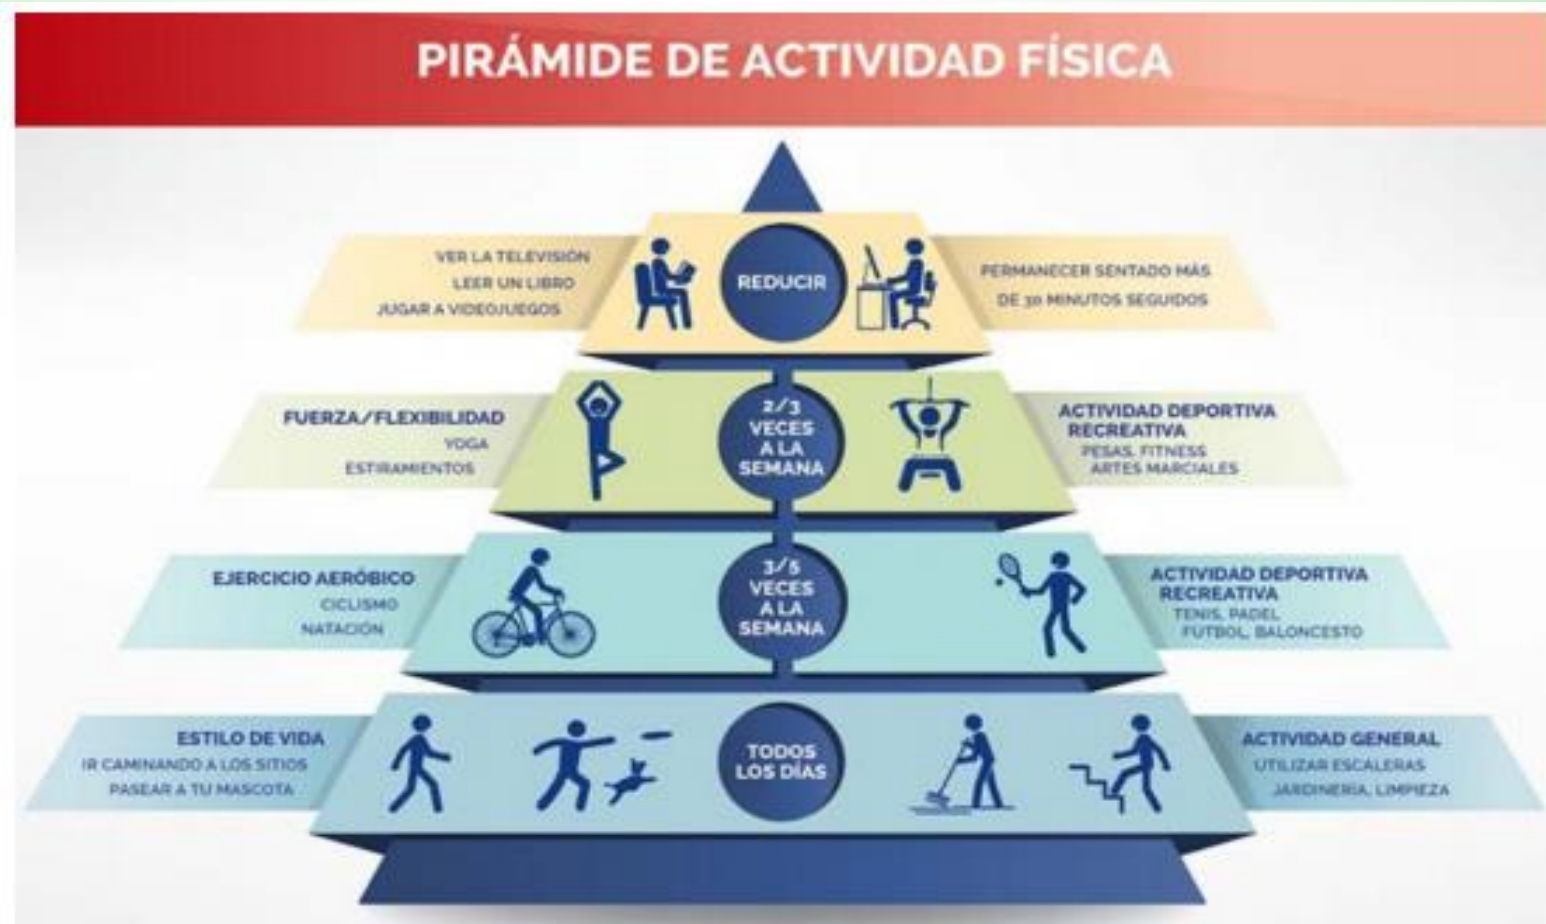 PIRÁMIDE DE ACTIVIDAD FÍSICA
VER LA TELEVISIÓN
LEER UN LIBRO
JUGAR A VIDEOJUEGOS
REDUCIR
PERMANECER SENTADO MÁS
DE 30 MINUTOS SEGUIDOS
FUERZA/FLEXIBILIDAD
YOGA
ESTIRAMIENTOS
2/3
VECES
A LA
SEMANA
ACTIVIDAD DEPORTIVA
RECREATIVA
PESAS, FITNESS
ARTES MARCIALES
EJERCICIO AERÓBICO
CICLISMO
NATACIÓN
3/5
VECES
A LA
SEMANA
ACTIVIDAD DEPORTIVA
RECREATIVA
TENIS, PADEL
FÚTBOL, BALONCESTO
ESTILO DE VIDA
IR CAMINANDO A LOS SITIOS
PASEAR A TU MASCOTA
TODOS
LOS DÍAS
ACTIVIDAD GENERAL
UTILIZAR ESCALERAS
JARDINERÍA, LIMPIEZA